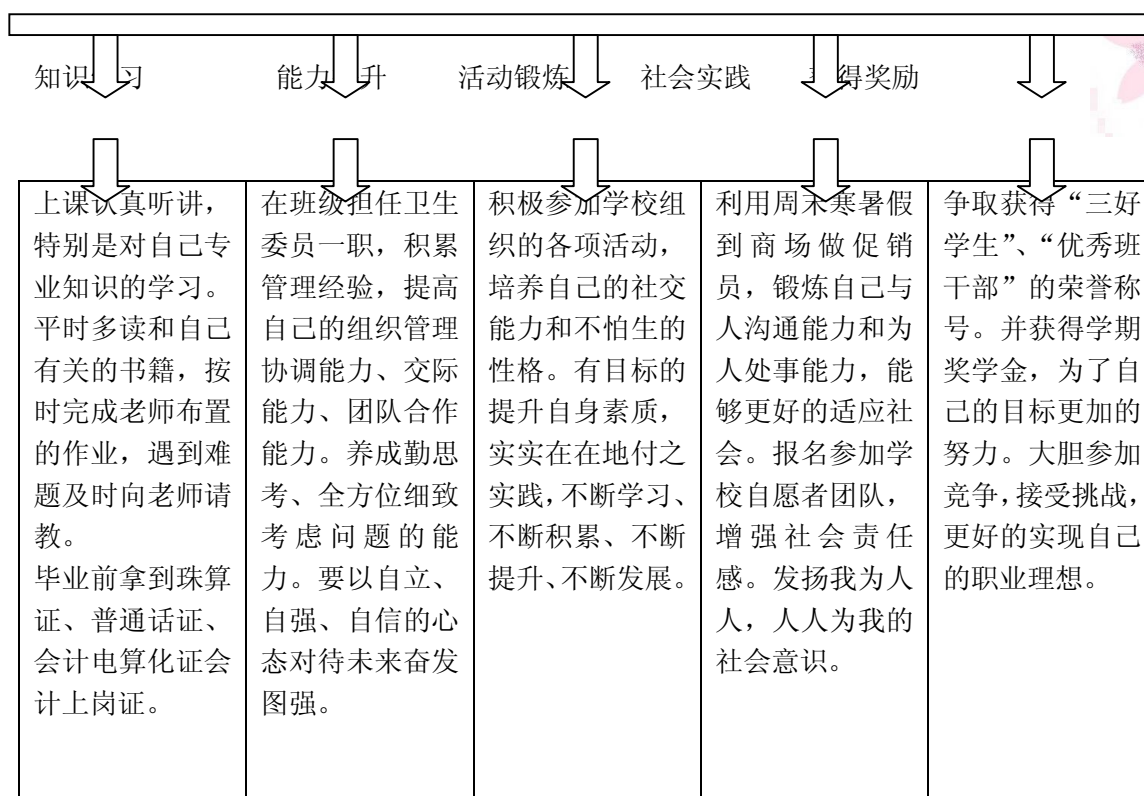 知识学习 能力提升 活动锻炼 社会实践 获得奖励
上课认真听讲，
特别是对自己专
业知识的学习。
平时多读和自己
有关的书籍，按
时完成老师布置
的作业，遇到难
题及时向老师请
教。
毕业前拿到珠算
证、普通话证、
会计电算化证会
计上岗证。
在班级担任卫生
委员一职，积累
管理经验，提高
自己的组织管理
协调能力、交际
能力、团队合作
能力。养成勤思
考、全方位细致
考虑问题的能
力。要以自立、
自强、自信的心
态对待未来奋发
图强。
积极参加学校组
织的各项活动，
培养自己的社交
能力和不怕生的
性格。有目标的
提升自身素质，
实实在在地付之
实践，不断学习、
不断积累、不断
提升、不断发展。
利用周末寒暑假
到商场做促销
员，锻炼自己与
人沟通能力和为
人处事能力，能
够更好的适应社
会。报名参加学
校自愿者团队，
增强社会责任
感。发扬我为人
人，人人为我的
社会意识。
争取获得“三好
学生”、“优秀班
干部”的荣誉称
号。并获得学期
奖学金，为了自
己的目标更加的
努力。大胆参加
竞争，接受挑战，
更好的实现自己
的职业理想。